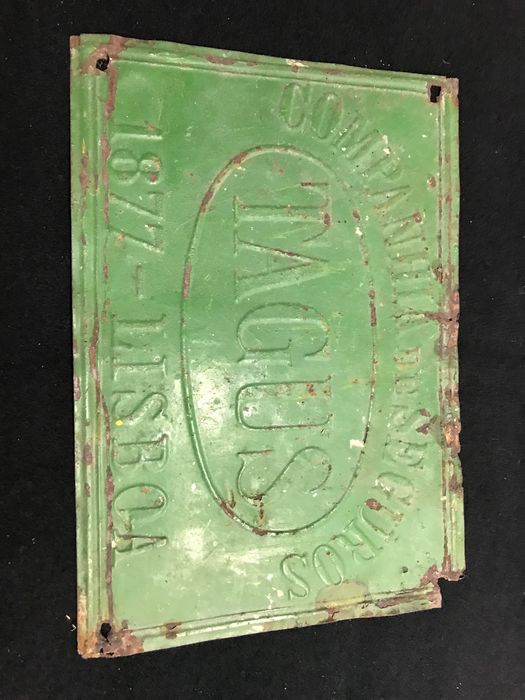 COMPANHIA DE SEGUROS
TAGUS
1877 - LISBOA